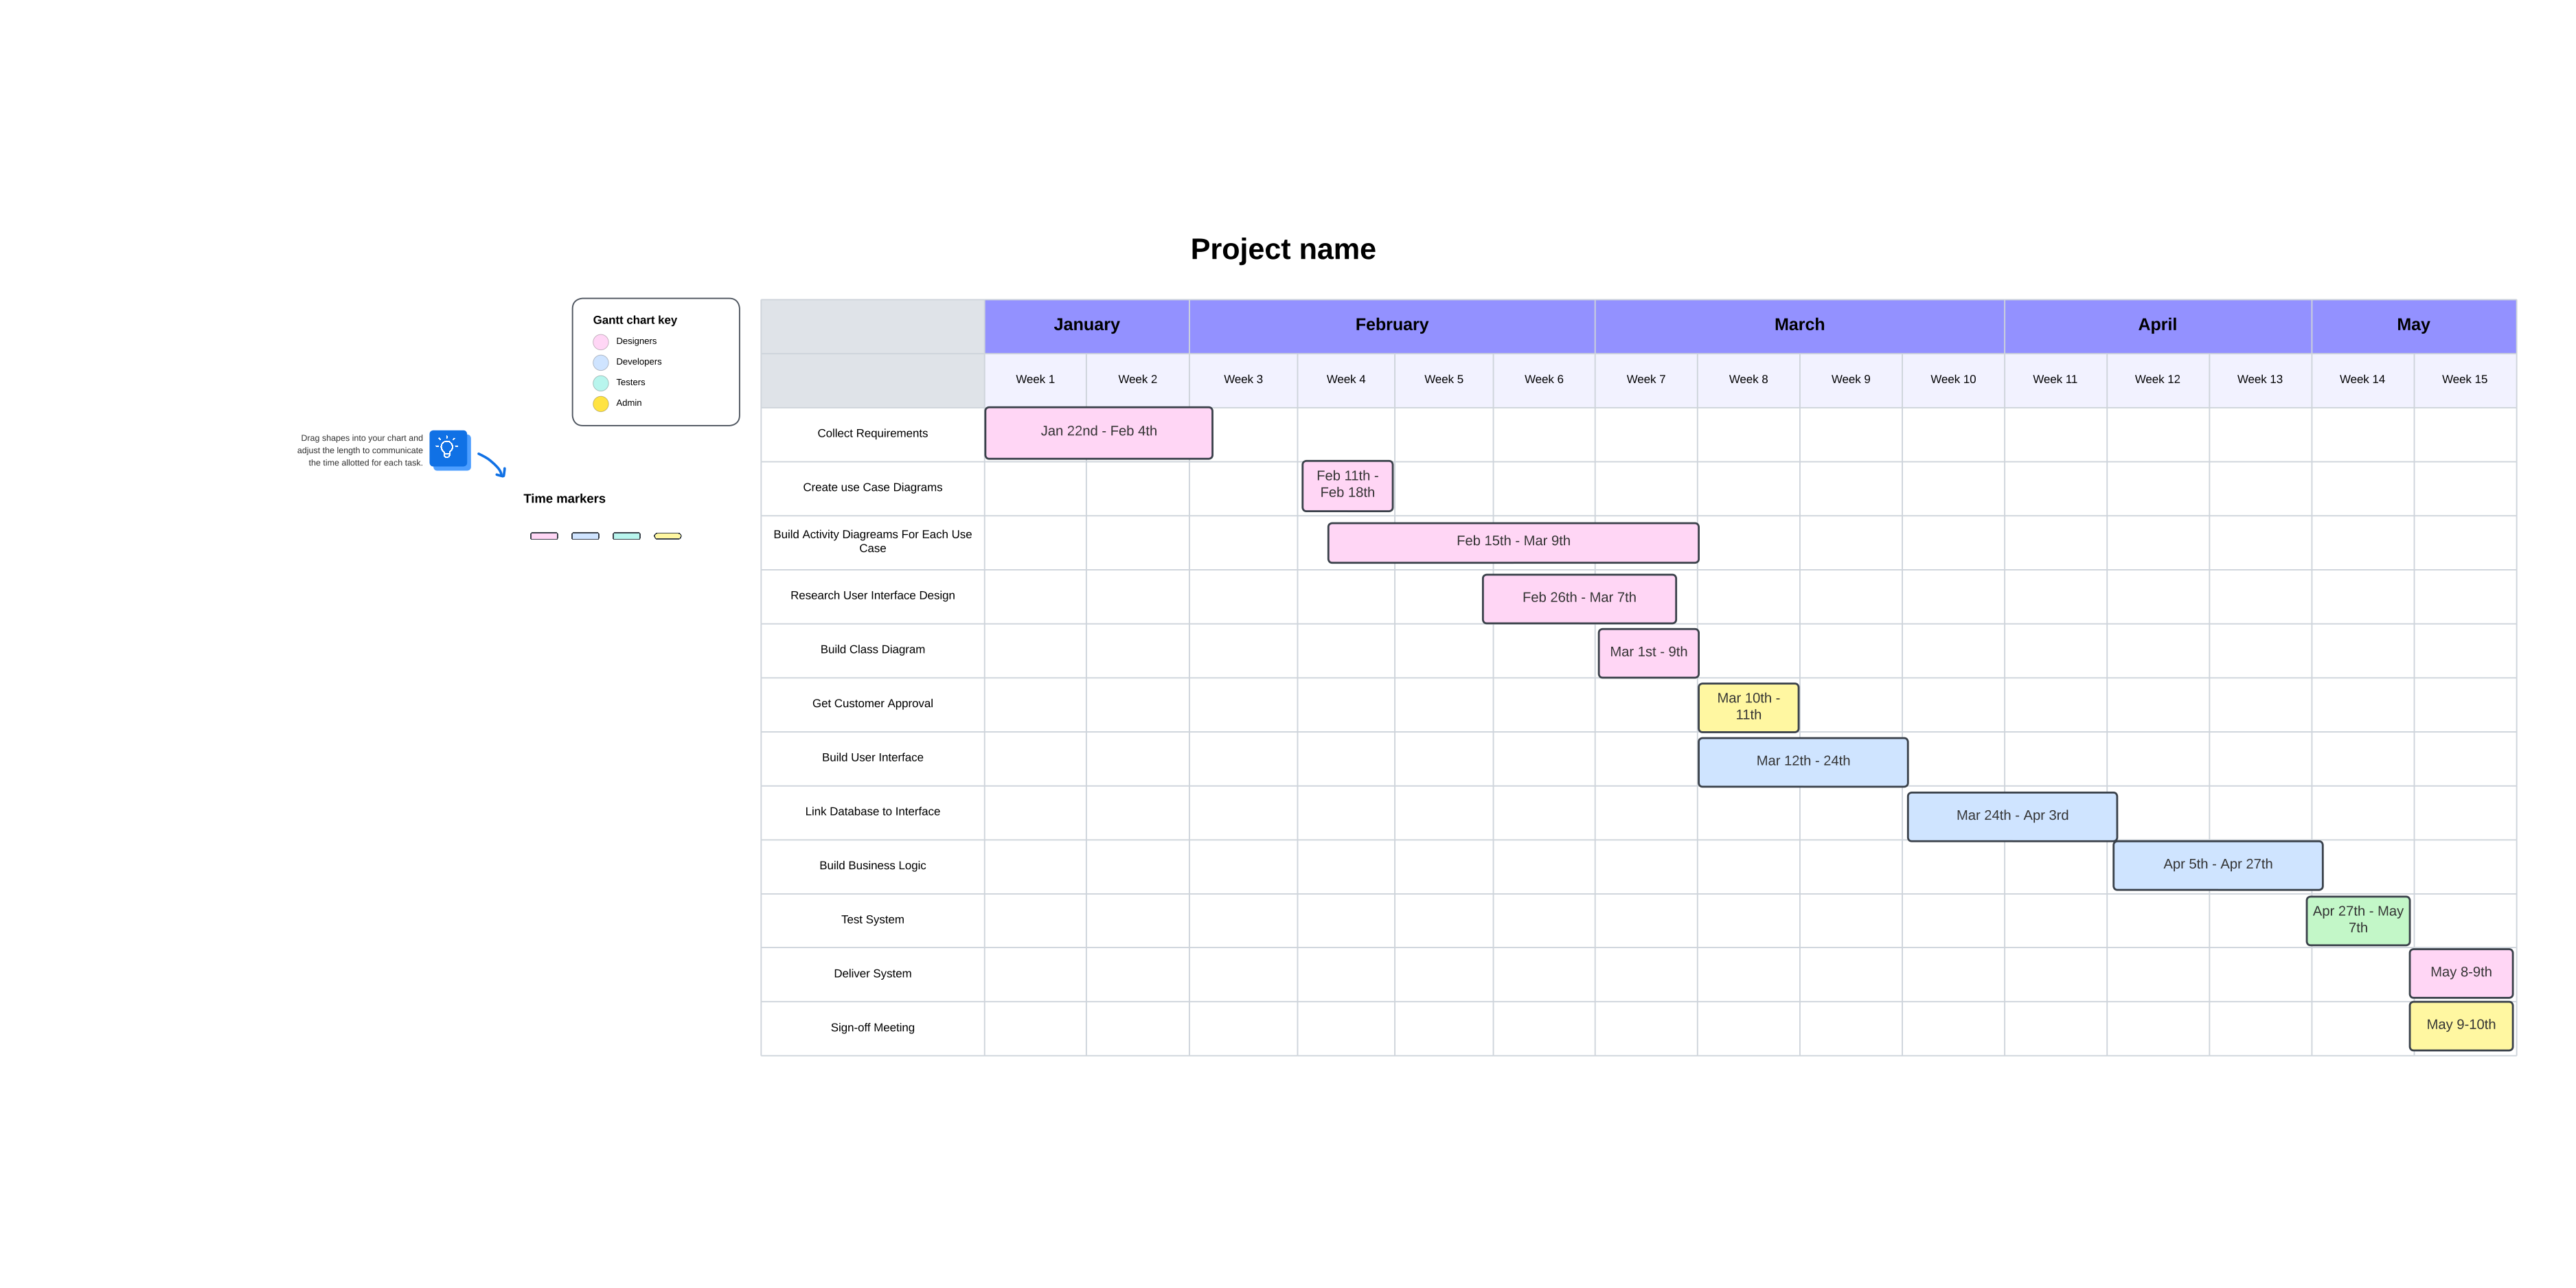 Project name
Gantt chart key
Designers
Developers
Testers
Admin
Drag shapes into your chart and
adjust the length to communicate
the time allotted for each task.
Time markers
January February March April May
Week 1 Week 2 Week 3 Week 4 Week 5 Week 6 Week 7 Week 8 Week 9 Week 10 Week 11 Week 12 Week 13 Week 14 Week 15
Collect Requirements
Jan 22nd - Feb 4th
Create use Case Diagrams
Feb 11th -
Feb 18th
Build Activity Diagreams For Each Use
Case
Feb 15th - Mar 9th
Research User Interface Design
Feb 26th - Mar 7th
Build Class Diagram
Mar 1st - 9th
Get Customer Approval
Mar 10th -
11th
Build User Interface
Mar 12th - 24th
Link Database to Interface
Mar 24th - Apr 3rd
Build Business Logic
Apr 5th - Apr 27th
Test System
Apr 27th - May
7th
Deliver System
May 8-9th
Sign-off Meeting
May 9-10th